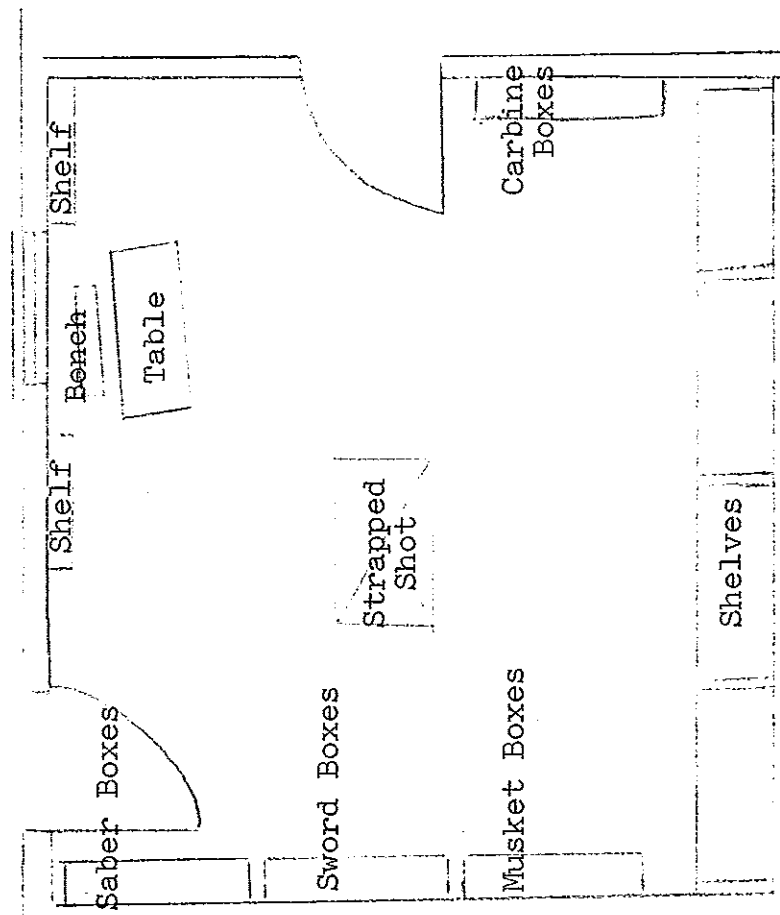 Shelf
Bench
Table
Shelf
Carbine
Boxes
Strapped
Shot
Shelves
Saber Boxes
Sword Boxes
Musket Boxes